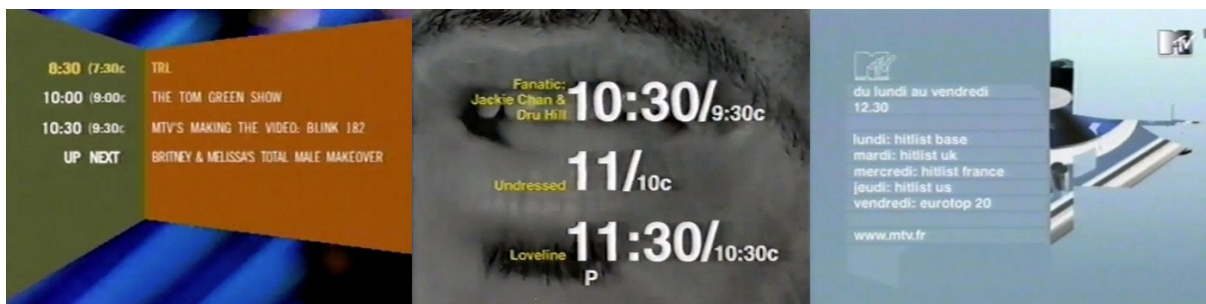 8:30 (7:30c TRL
10:00 (9:00c THE TOM GREEN SHOW
10:30 (9:30c MTV'S MAKING THE VIDEO: BLINK 182
UP NEXT BRITNEY & MELISSA'S TOTAL MALE MAKEOVER
Fanatic:
Jackie Chan &
Dru Hill
10:30/9:30c
Undressed 11/10c
Loveline 11:30/10:30c
P
MTV
du lundi au vendredi
12.30
lundi: hitlist base
mardi: hitlist uk
mercredi: hitlist france
jeudi: hitlist us
vendredi: eurotop 20
www.mtv.fr
MTV